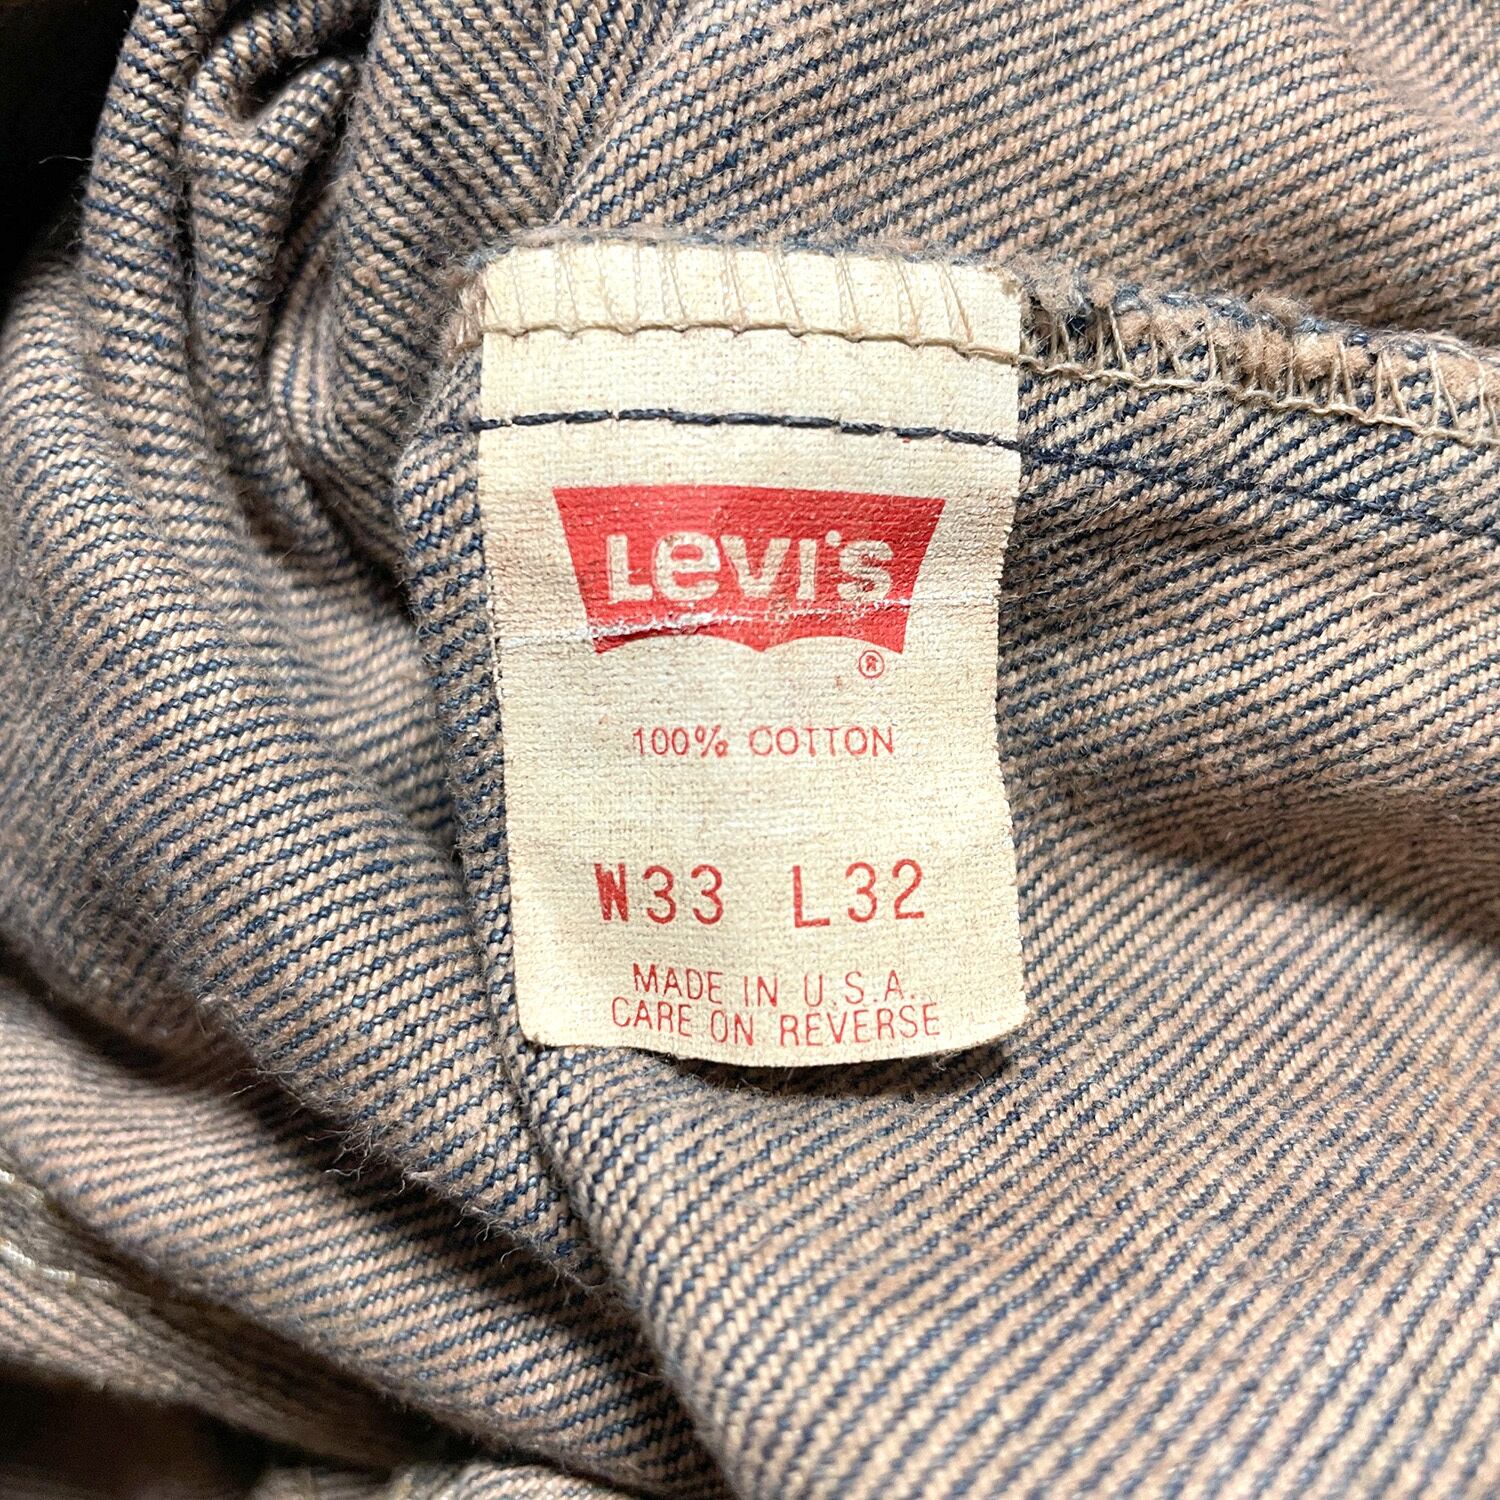 Levi's
®
100% COTTON
W33 L32
MADE IN U.S.A.
CARE ON REVERSE